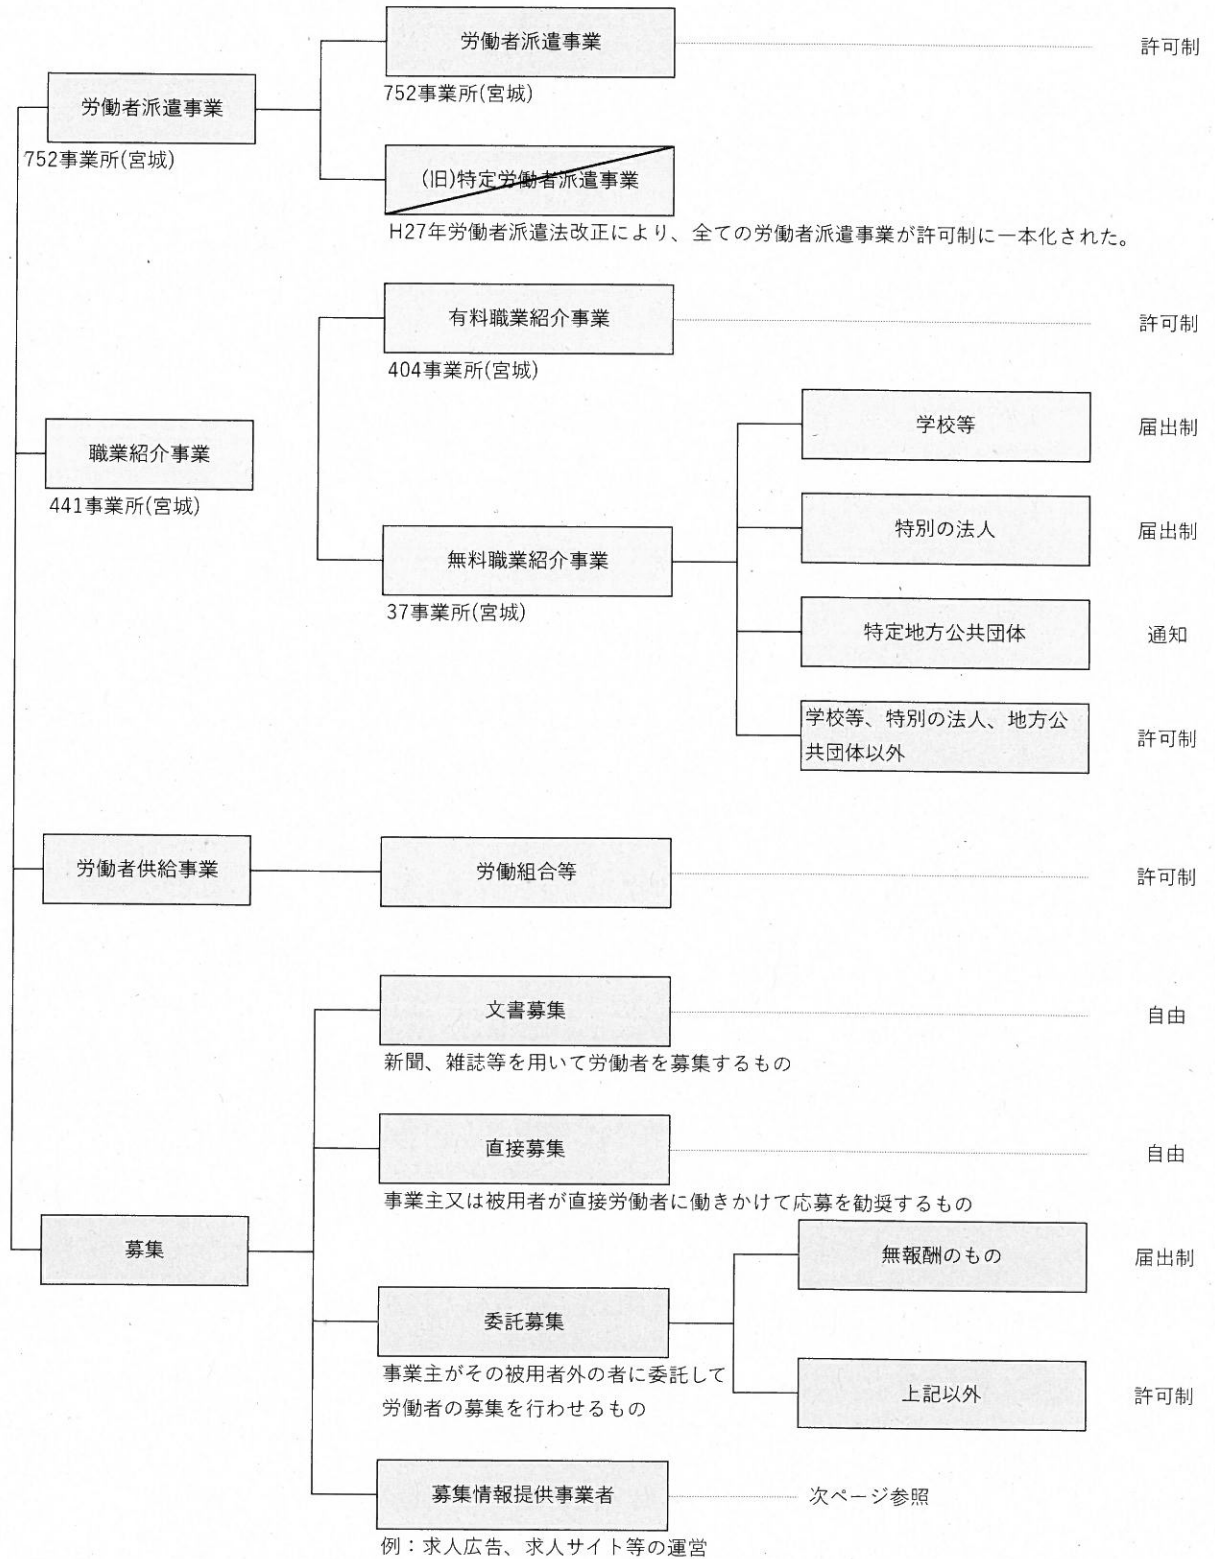 労働者派遣事業
許可制
752事業所(宮城)
労働者派遣事業
752事業所(宮城)
(旧)特定労働者派遣事業
H27年労働者派遣法改正により、全ての労働者派遣事業が許可制に一本化された。
有料職業紹介事業
許可制
404事業所(宮城)
学校等
届出制
職業紹介事業
441事業所(宮城)
特別の法人
届出制
無料職業紹介事業
37事業所(宮城)
特定地方公共団体
通知
学校等、特別の法人、地方公
共団体以外
許可制
労働者供給事業
労働組合等
許可制
文書募集
自由
新聞、雑誌等を用いて労働者を募集するもの
直接募集
自由
事業主又は被用者が直接労働者に働きかけて応募を勧奨するもの
募集
無報酬のもの
届出制
委託募集
事業主がその被用者外の者に委託して
労働者の募集を行わせるもの
上記以外
許可制
募集情報提供事業者
次ページ参照
例：求人広告、求人サイト等の運営